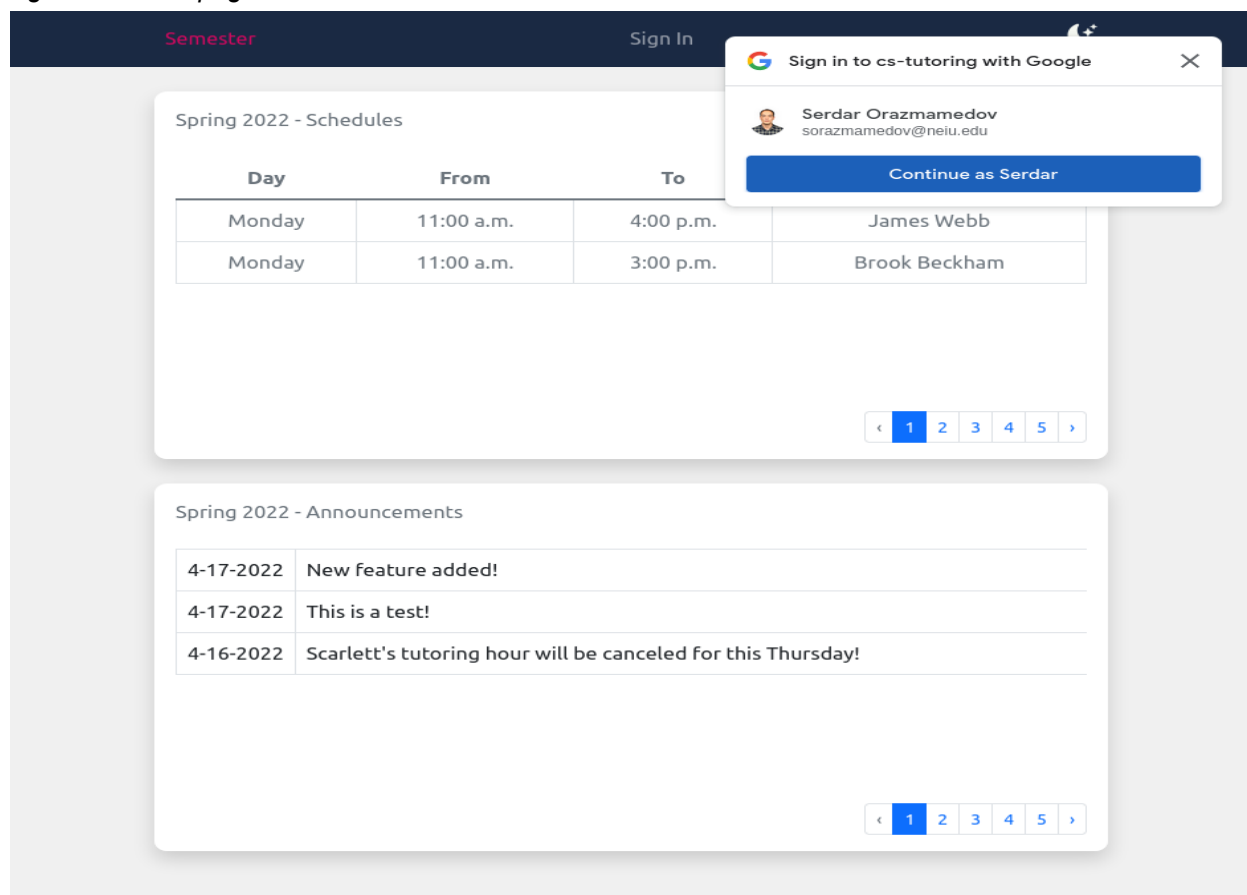 Semester Sign In
Sign in to cs-tutoring with Google
Serdar Orazmamedov
sorazmamedov@neiu.edu
Continue as Serdar
Spring 2022 - Schedules
Day From To
Monday 11:00 a.m. 4:00 p.m. James Webb
Monday 11:00 a.m. 3:00 p.m. Brook Beckham
‹ 1 2 3 4 5 ›
Spring 2022 - Announcements
4-17-2022 New feature added!
4-17-2022 This is a test!
4-16-2022 Scarlett's tutoring hour will be canceled for this Thursday!
‹ 1 2 3 4 5 ›